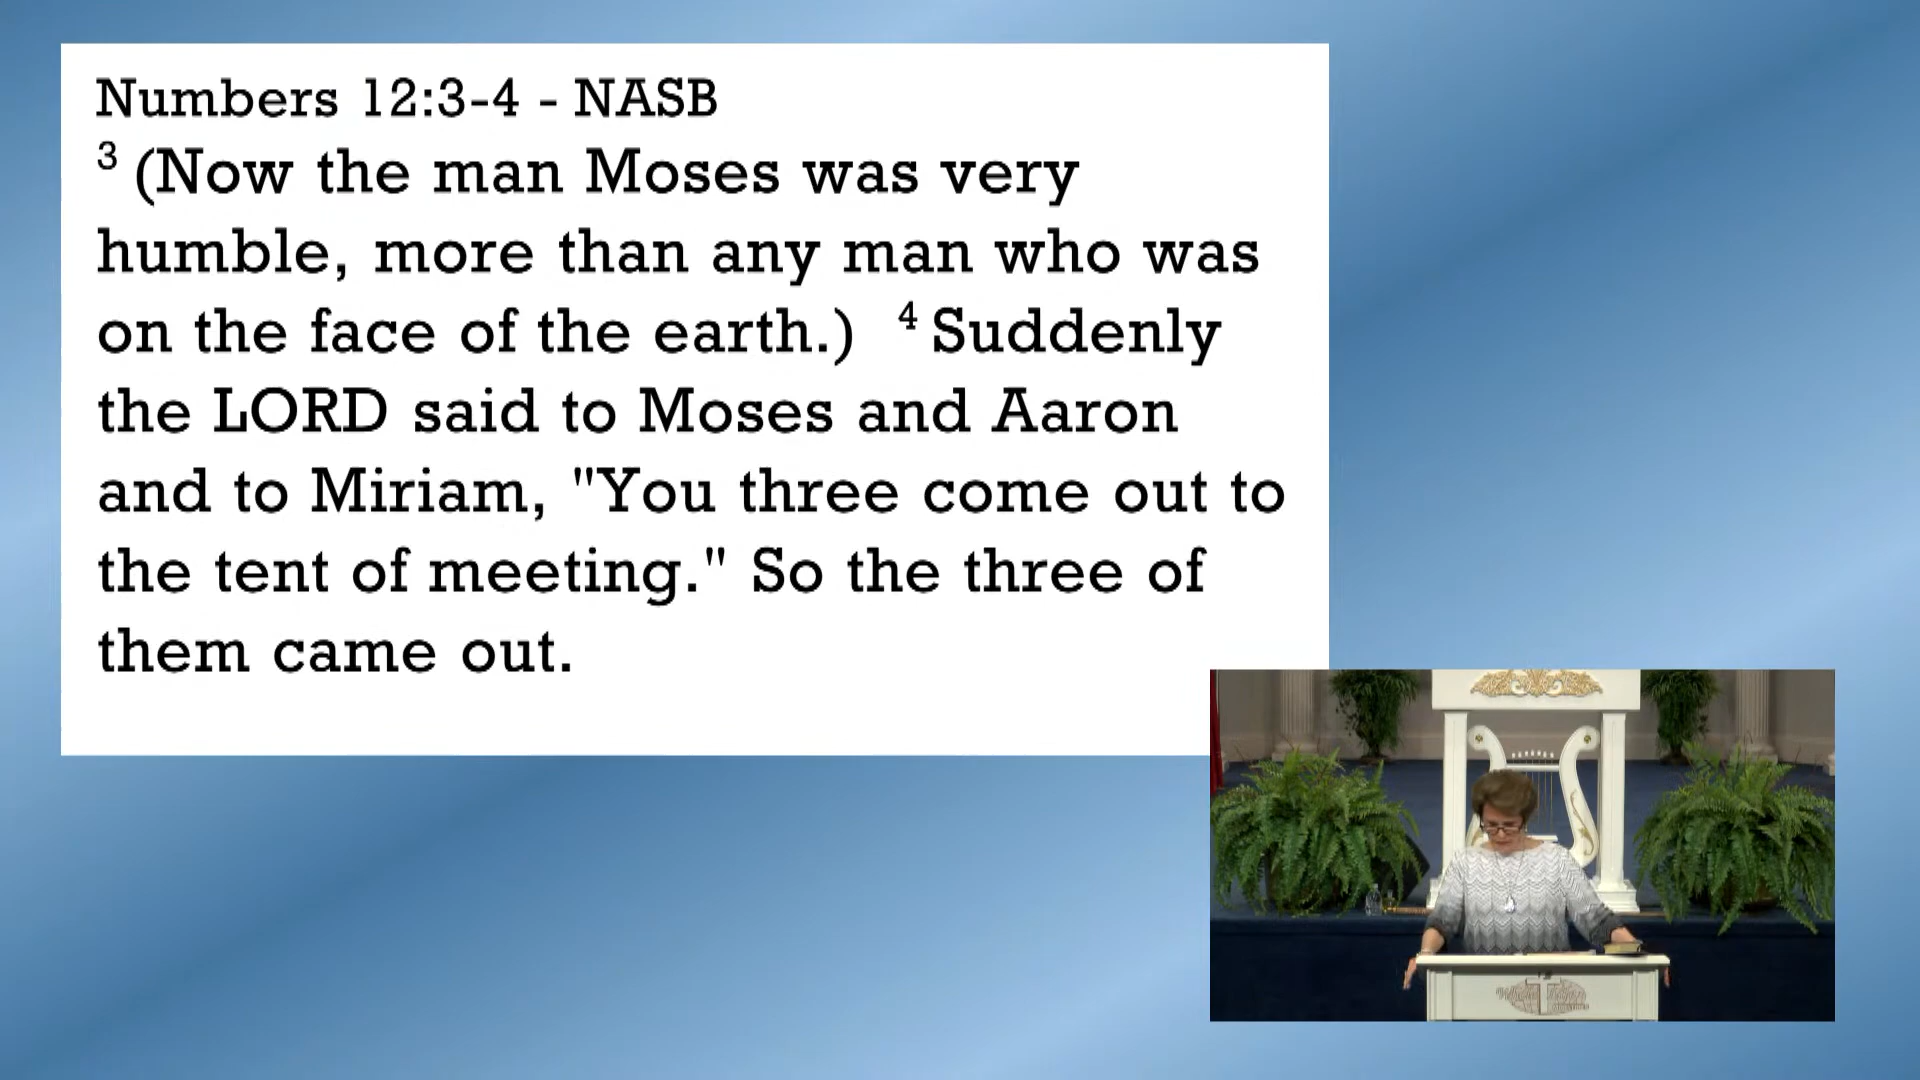 Numbers 12:3-4 - NASB
3 (Now the man Moses was very
humble, more than any man who was
on the face of the earth.) 4 Suddenly
the LORD said to Moses and Aaron
and to Miriam, "You three come out to
the tent of meeting." So the three of
them came out.